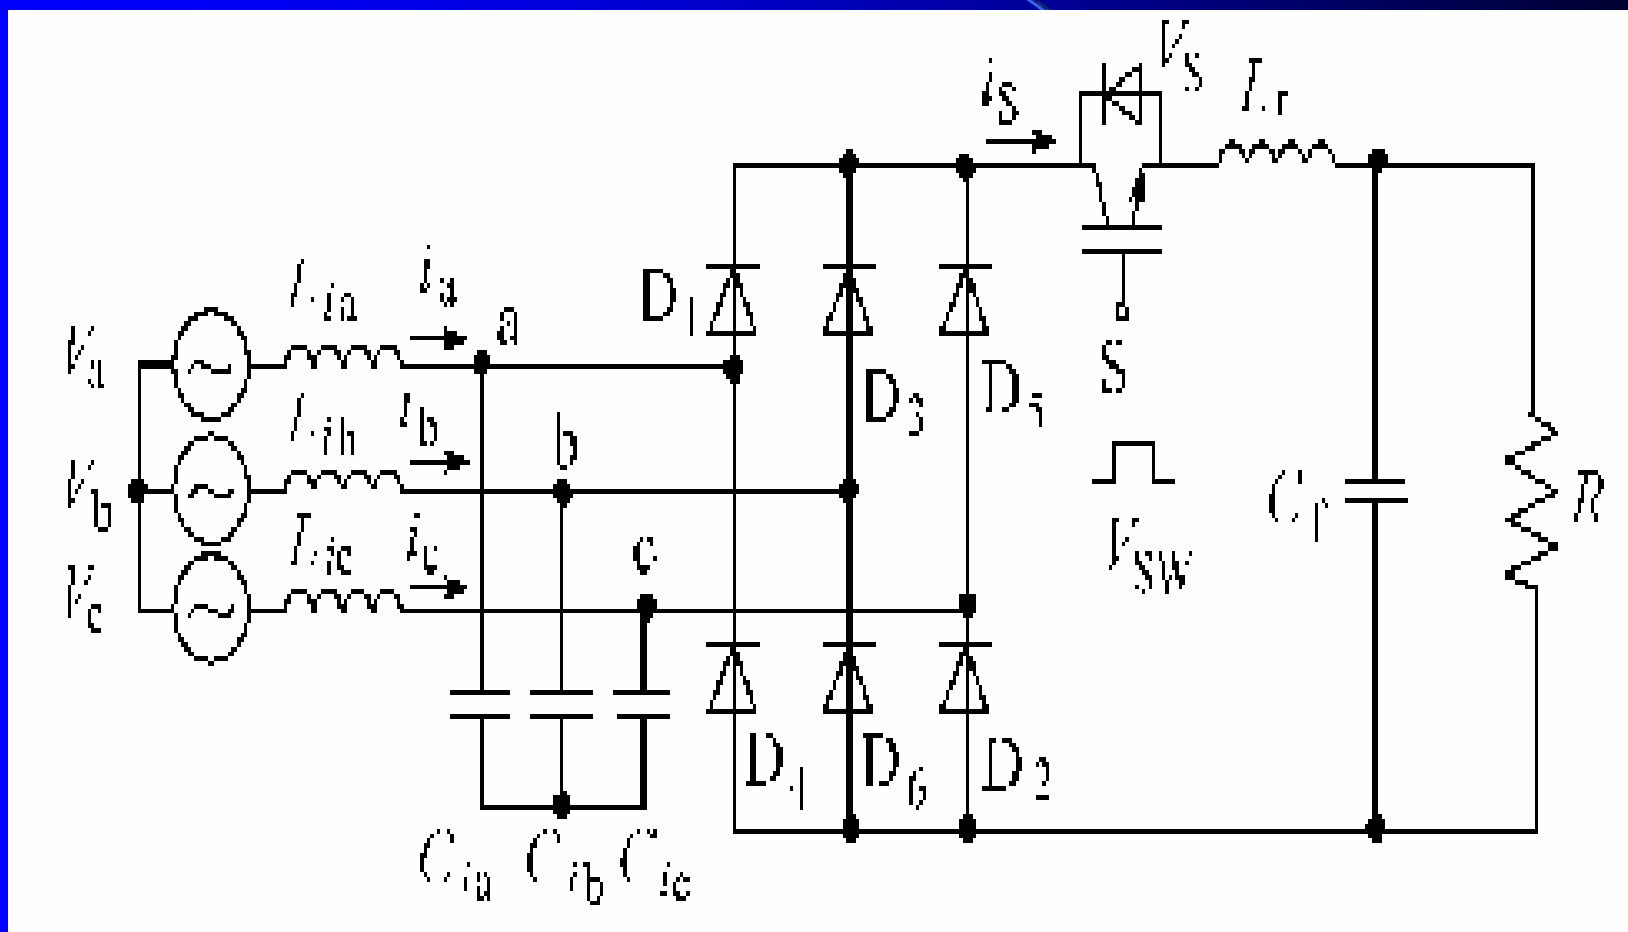 V_S
i_S
L_r
L_ia
i_a
a
V_a
D_1
S
D_3
D_5
L_ib
i_b
b
V_b
C_r
R
L_ic
i_c
c
V_SW
V_c
D_4
D_6
D_2
C_ia
C_ib
C_ic